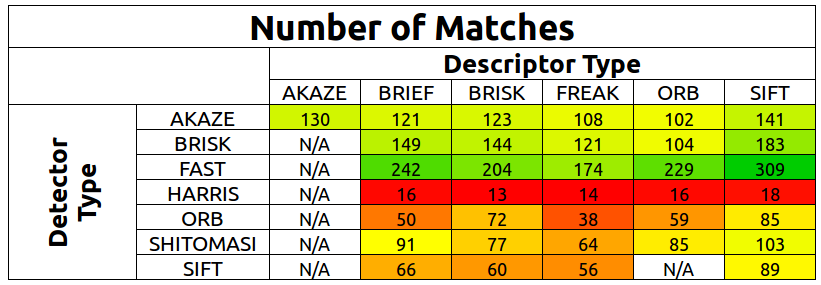 Number of Matches
Descriptor Type
AKAZE BRIEF BRISK FREAK ORB SIFT
Detector Type
AKAZE 130 121 123 108 102 141
BRISK N/A 149 144 121 104 183
FAST N/A 242 204 174 229 309
HARRIS N/A 16 13 14 16 18
ORB N/A 50 72 38 59 85
SHITOMASI N/A 91 77 64 85 103
SIFT N/A 66 60 56 N/A 89